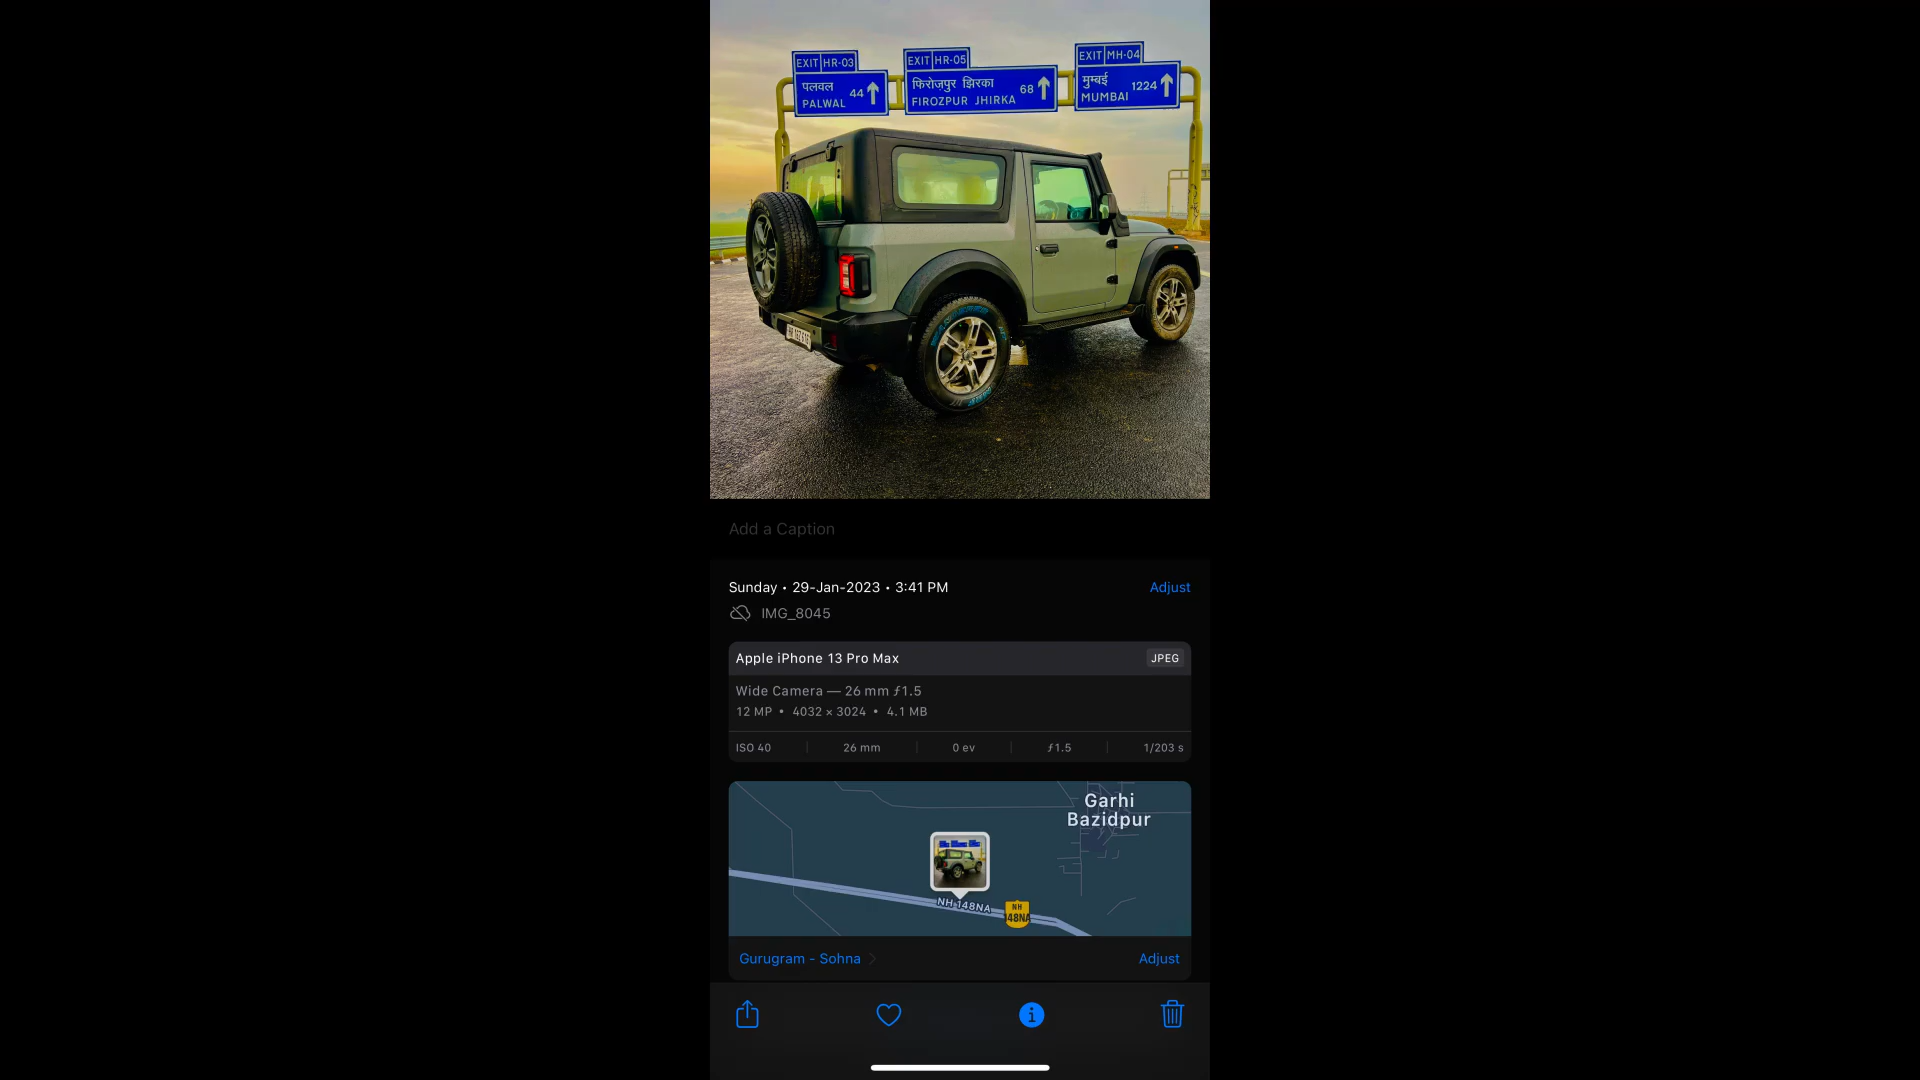 EXIT HR-03
पलवल
PALWAL 44
EXIT HR-05
फिरोज़पुर झिरका
FIROZPUR JHIRKA 68
EXIT MH-04
मुम्बई
MUMBAI 1224
Add a Caption
Sunday • 29-Jan-2023 • 3:41 PM
Adjust
IMG_8045
Apple iPhone 13 Pro Max
JPEG
Wide Camera — 26 mm ƒ1.5
12 MP • 4032 × 3024 • 4.1 MB
ISO 40 | 26 mm | 0 ev | ƒ1.5 | 1/203 s
Garhi
Bazidpur
NH 148NA
NH
148NA
Gurugram - Sohna
Adjust